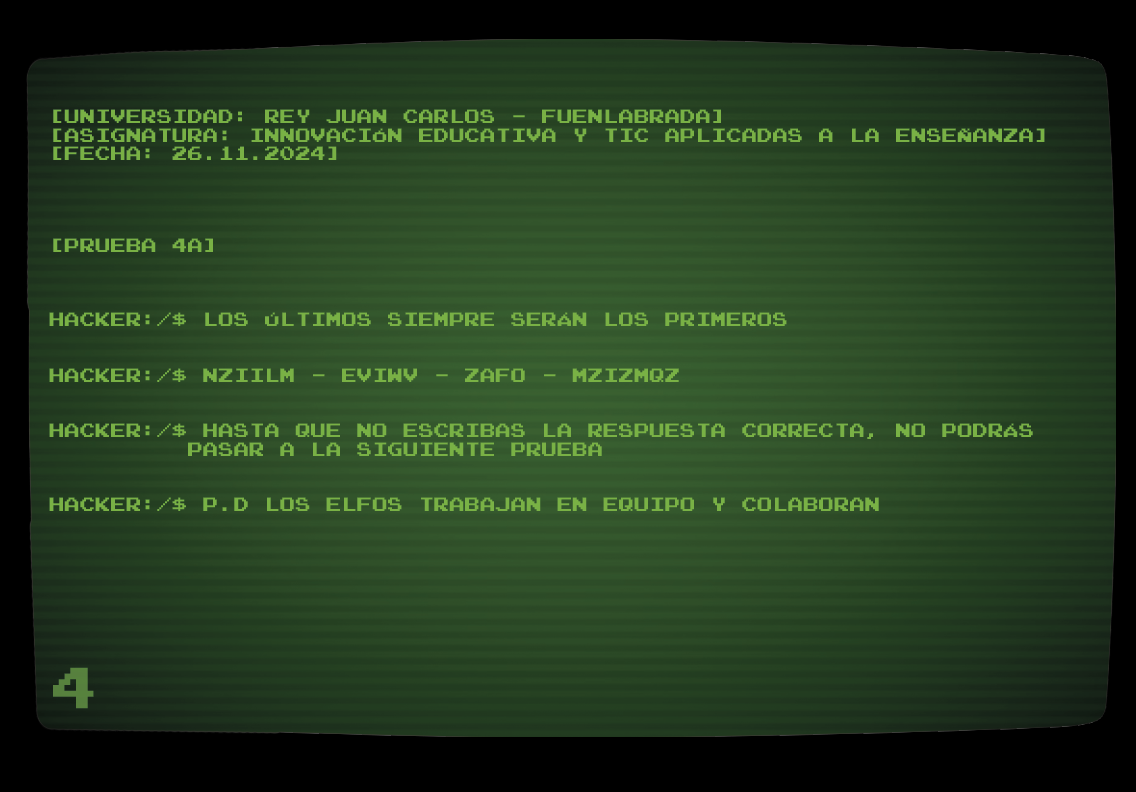 [UNIVERSIDAD: REY JUAN CARLOS - FUENLABRADA]
[ASIGNATURA: INNOVACIóN EDUCATIVA Y TIC APLICADAS A LA ENSEñANZA]
[FECHA: 26.11.2024]
[PRUEBA 4A]
HACKER:/$ LOS úLTIMOS SIEMPRE SERáN LOS PRIMEROS
HACKER:/$ NZIILM - EVIWV - ZAFO - MZIZMQZ
HACKER:/$ HASTA QUE NO ESCRIBAS LA RESPUESTA CORRECTA, NO PODRáS
PASAR A LA SIGUIENTE PRUEBA
HACKER:/$ P.D LOS ELFOS TRABAJAN EN EQUIPO Y COLABORAN
4